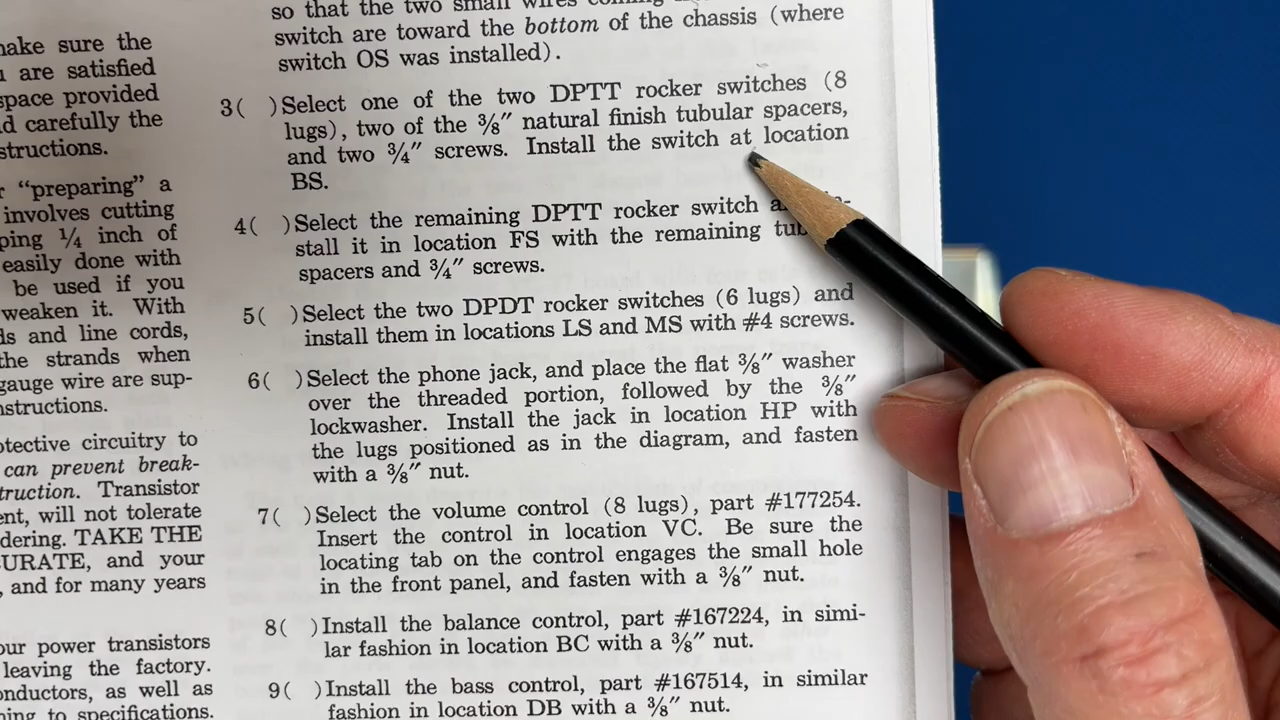 make sure the
are satisfied
space provided
carefully the
structions.
"preparing" a
involves cutting
ping 1/4 inch of
easily done with
be used if you
weaken it. With
ds and line cords,
the strands when
gauge wire are sup-
nstructions.
otective circuitry to
can prevent break-
truction. Transistor
ent, will not tolerate
dering. TAKE THE
CURATE, and your
, and for many years
our power transistors
leaving the factory.
onductors, as well as
ning to specifications.
so that the two small wires
switch are toward the bottom of the chassis (where
switch OS was installed).
3( )Select one of the two DPTT rocker switches (8
lugs), two of the 3/8″ natural finish tubular spacers,
and two 3/4″ screws. Install the switch at location
BS.
4( )Select the remaining DPTT rocker switch
stall it in location FS with the remaining
spacers and 3/4″ screws.
5( )Select the two DPDT rocker switches (6 lugs) and
install them in locations LS and MS with #4 screws.
6( )Select the phone jack, and place the flat 3/8″ washer
over the threaded portion, followed by the 3/8″
lockwasher. Install the jack in location HP with
the lugs positioned as in the diagram, and fasten
with a 3/8″ nut.
7( )Select the volume control (8 lugs), part #177254.
Insert the control in location VC. Be sure the
locating tab on the control engages the small hole
in the front panel, and fasten with a 3/8″ nut.
8( )Install the balance control, part #167224, in simi-
lar fashion in location BC with a 3/8″ nut.
9( )Install the bass control, part #167514, in similar
fashion in location DB with a 3/8″ nut.